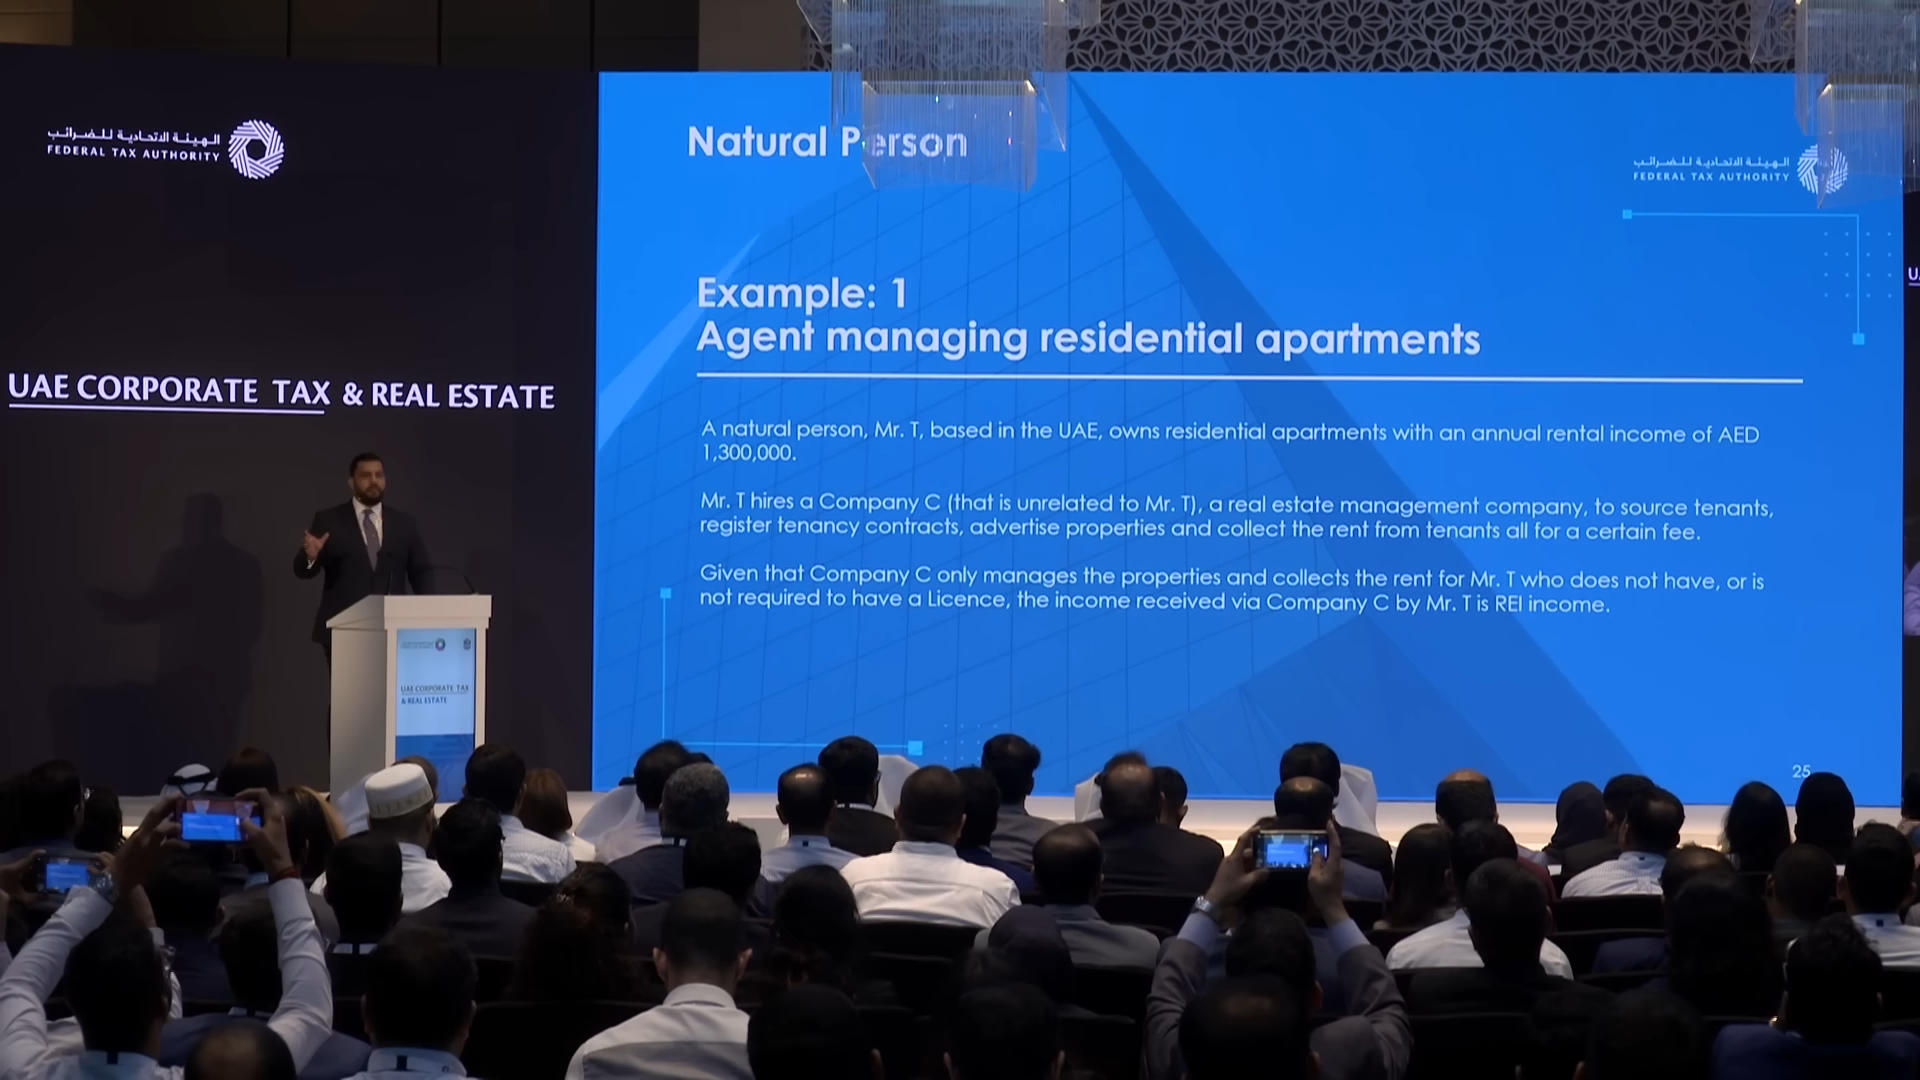 الهيئة الاتحادية للضرائب
FEDERAL TAX AUTHORITY
UAE CORPORATE TAX & REAL ESTATE
Natural Person
الهيئة الاتحادية للضرائب
FEDERAL TAX AUTHORITY
Example: 1
Agent managing residential apartments
A natural person, Mr. T, based in the UAE, owns residential apartments with an annual rental income of AED
1,300,000.
Mr. T hires a Company C (that is unrelated to Mr. T), a real estate management company, to source tenants,
register tenancy contracts, advertise properties and collect the rent from tenants all for a certain fee.
Given that Company C only manages the properties and collects the rent for Mr. T who does not have, or is
not required to have a Licence, the income received via Company C by Mr. T is REI income.
25
UAE CORPORATE TAX
& REAL ESTATE